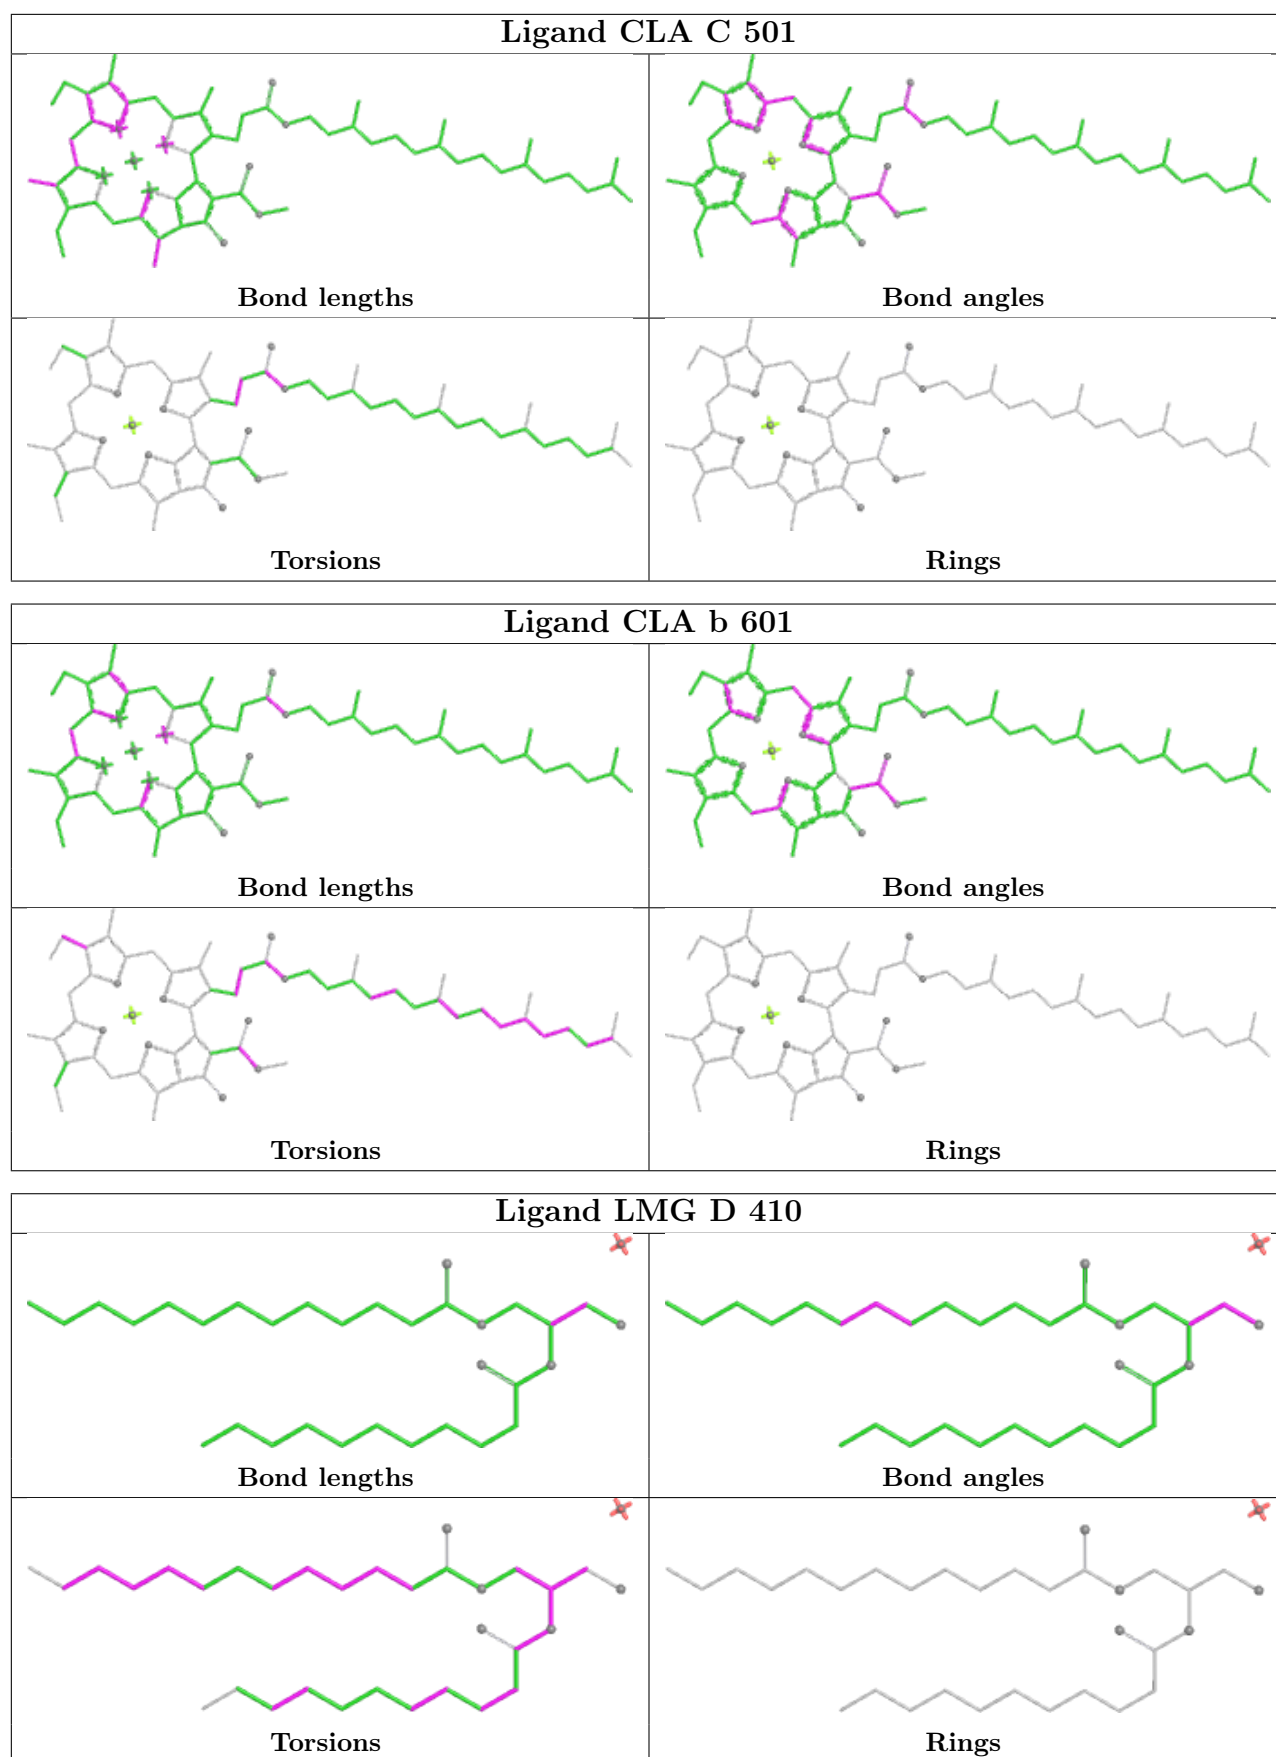 Ligand CLA C 501
Bond lengths
Bond angles
Torsions
Rings
Ligand CLA b 601
Bond lengths
Bond angles
Torsions
Rings
Ligand LMG D 410
Bond lengths
Bond angles
Torsions
Rings